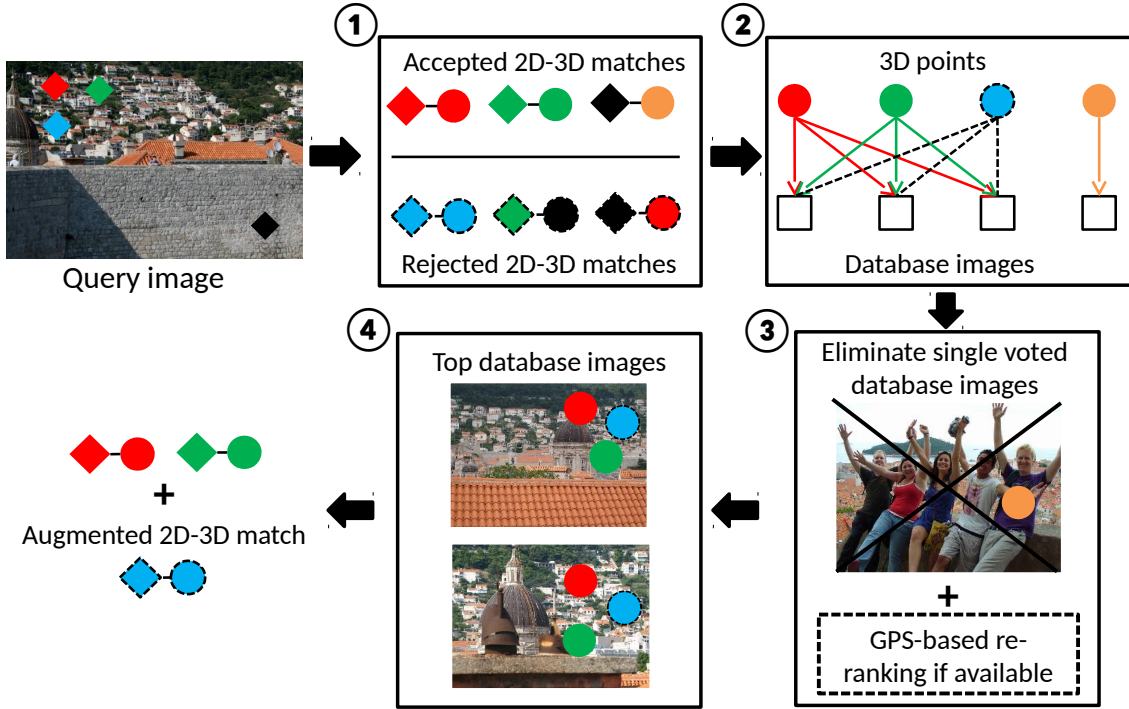 1
Accepted 2D-3D matches
Rejected 2D-3D matches
2
3D points
Database images
Query image
3
Eliminate single voted
database images
+
GPS-based re-
ranking if available
4
Top database images
+
Augmented 2D-3D match